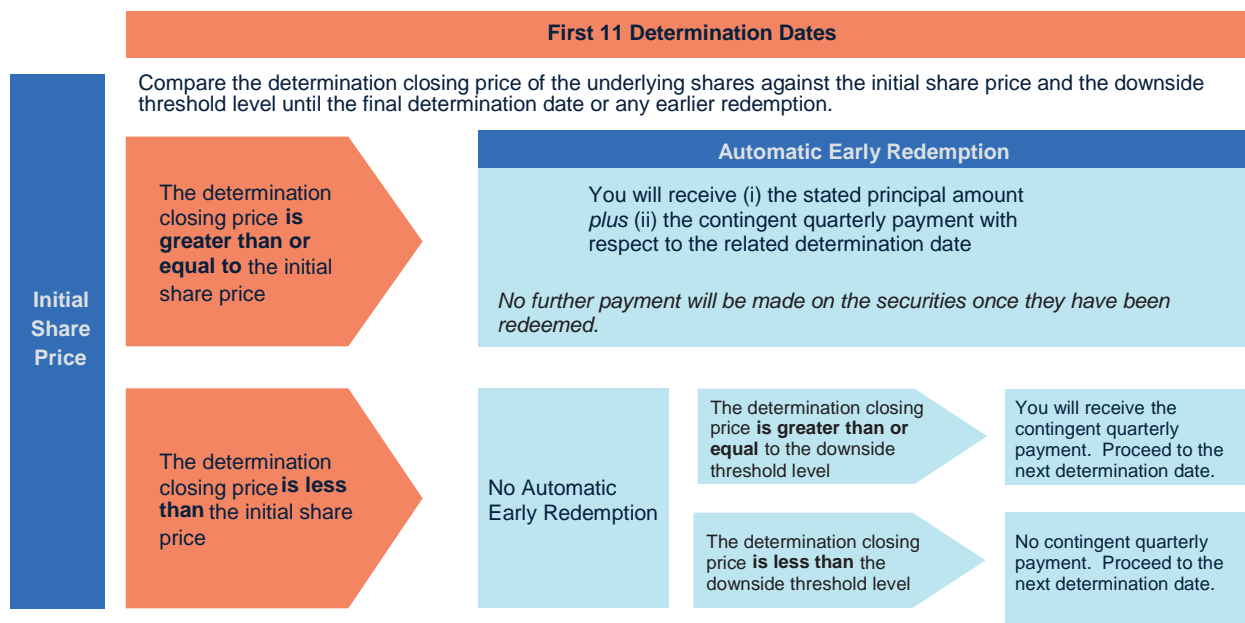 First 11 Determination Dates
Compare the determination closing price of the underlying shares against the initial share price and the downside
threshold level until the final determination date or any earlier redemption.
Initial
Share
Price
The determination
closing price is
greater than or
equal to the initial
share price
Automatic Early Redemption
You will receive (i) the stated principal amount
plus (ii) the contingent quarterly payment with
respect to the related determination date
No further payment will be made on the securities once they have been
redeemed.
The determination
closing price is less
than the initial share
price
No Automatic
Early Redemption
The determination closing
price is greater than or
equal to the downside
threshold level
You will receive the
contingent quarterly
payment.  Proceed to the
next determination date.
The determination closing
price is less than the
downside threshold level
No contingent quarterly
payment.  Proceed to the
next determination date.